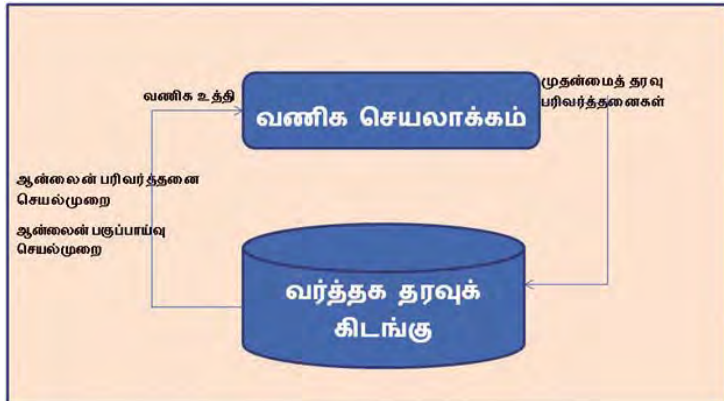 வணிக உத்தி
வணிக செயலாக்கம்
முதன்மைத் தரவு
பரிவர்த்தனைகள்
ஆன்லைன் பரிவர்த்தனை
செயல்முறை
ஆன்லைன் பகுப்பாய்வு
செயல்முறை
வர்த்தக தரவுக்
கிடங்கு